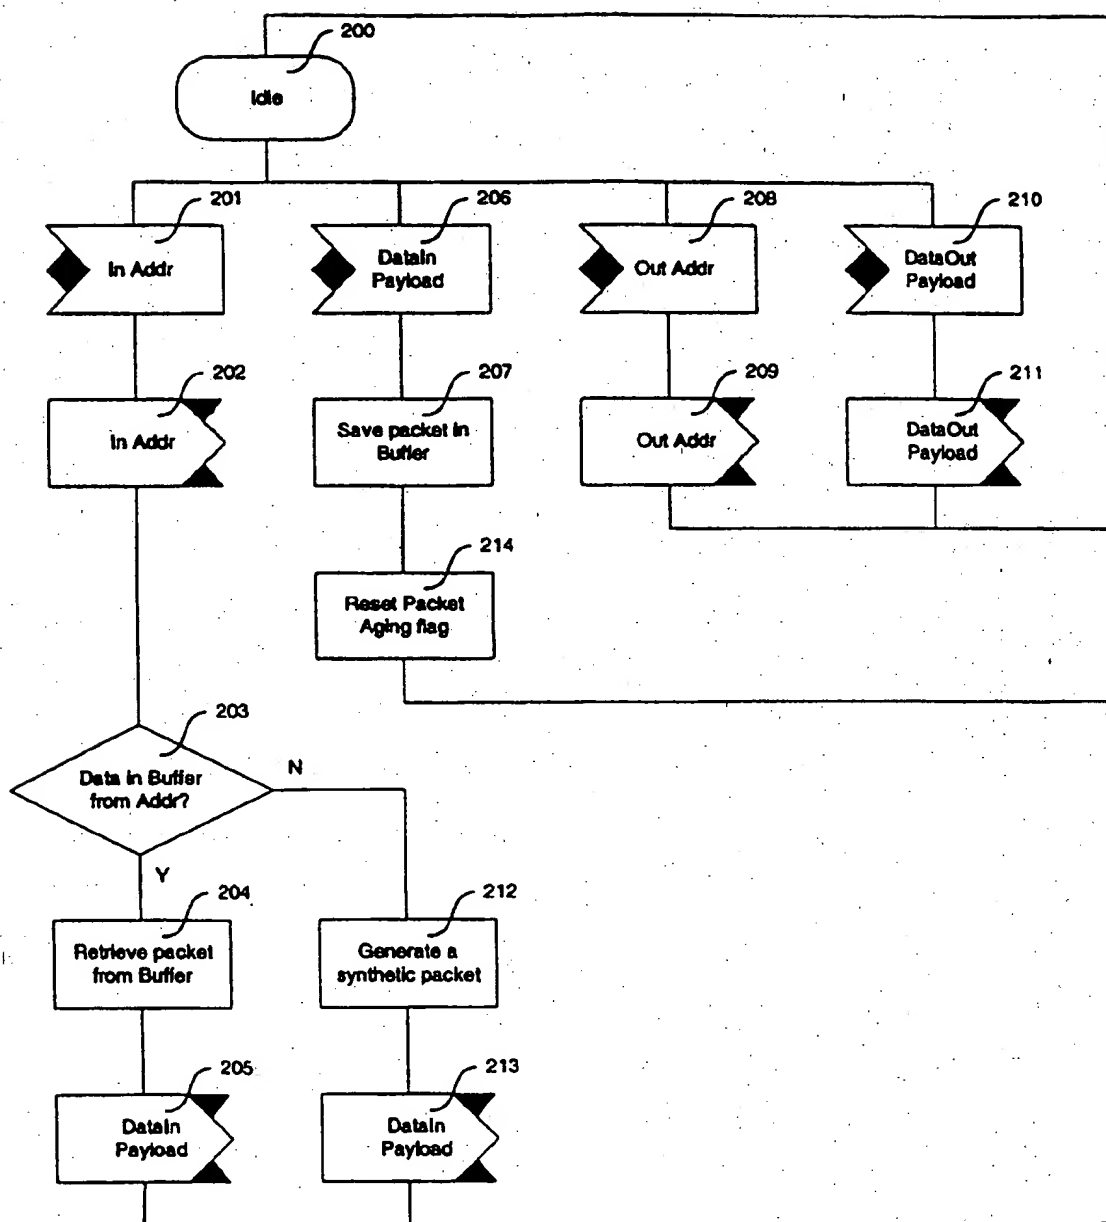 200
Idle
201
206
208
210
In Addr
DataIn
Payload
Out Addr
DataOut
Payload
202
207
209
211
In Addr
Save packet in
Buffer
Out Addr
DataOut
Payload
214
Reset Packet
Aging flag
203
Data in Buffer
from Addr?
N
Y
204
212
Retrieve packet
from Buffer
Generate a
synthetic packet
205
213
DataIn
Payload
DataIn
Payload